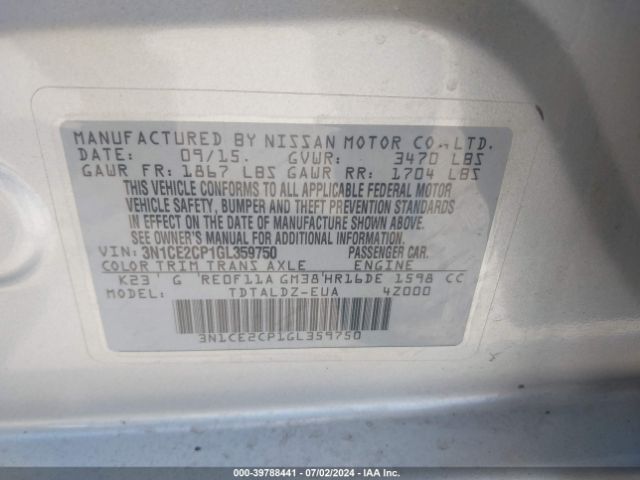 MANUFACTURED BY NISSAN MOTOR CO., LTD.
DATE: 09/15. GVWR: 3470 LBS
GAWR FR: 1867 LBS GAWR RR: 1704 LBS
THIS VEHICLE CONFORMS TO ALL APPLICABLE FEDERAL MOTOR
VEHICLE SAFETY, BUMPER AND THEFT PREVENTION STANDARDS
IN EFFECT ON THE DATE OF MANUFACTURE SHOWN ABOVE.
SEE OWNER'S MANUAL FOR ADDITIONAL INFORMATION.
VIN: 3N1CE2CP1GL359750 PASSENGER CAR.
COLOR TRIM TRANS AXLE ENGINE
K23 G RE0F11A GM38 HR16DE 1598 CC
MODEL: TDTALDZ-EUA 4Z000
3N1CE2CP1GL359750
000-39788441 - 07/02/2024 - IAA Inc.